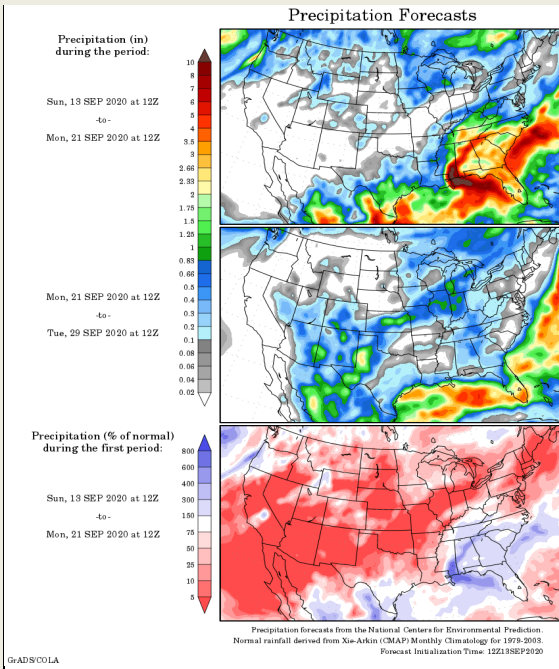 Precipitation Forecasts
Precipitation (in)
during the period:
Sun, 13 SEP 2020 at 12Z
-to-
Mon, 21 SEP 2020 at 12Z
10
8
7
6
5
4
3.5
3
2.66
2.33
2
1.75
1.5
1.25
1
0.83
0.66
0.5
0.4
0.3
0.2
0.1
0.08
0.06
0.04
0.02
Mon, 21 SEP 2020 at 12Z
-to-
Tue, 29 SEP 2020 at 12Z
Precipitation (% of normal)
during the first period:
Sun, 13 SEP 2020 at 12Z
-to-
Mon, 21 SEP 2020 at 12Z
800
600
400
300
150
75
50
25
10
5
Precipitation forecasts from the National Centers for Environmental Prediction.
Normal rainfall derived from Xie-Arkin (CMAP) Monthly Climatology for 1979-2003.
Forecast Initialization Time: 12Z13SEP2020
GrADS/COLA